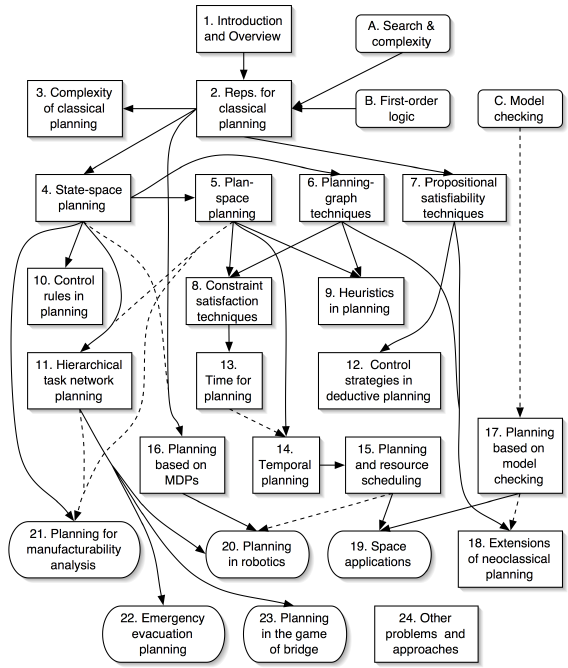 1. Introduction
and Overview
A. Search &
complexity
3. Complexity
of classical
planning
2. Reps. for
classical
planning
B. First-order
logic
C. Model
checking
4. State-space
planning
5. Plan-
space
planning
6. Planning-
graph
techniques
7. Propositional
satisfiability
techniques
10. Control
rules in
planning
8. Constraint
satisfaction
techniques
9. Heuristics
in planning
11. Hierarchical
task network
planning
13.
Time for
planning
12. Control
strategies in
deductive planning
16. Planning
based on
MDPs
14.
Temporal
planning
15. Planning
and resource
scheduling
17. Planning
based on
model
checking
21. Planning for
manufacturability
analysis
20. Planning
in robotics
19. Space
applications
18. Extensions
of neoclassical
planning
22. Emergency
evacuation
planning
23. Planning
in the game
of bridge
24. Other
problems and
approaches